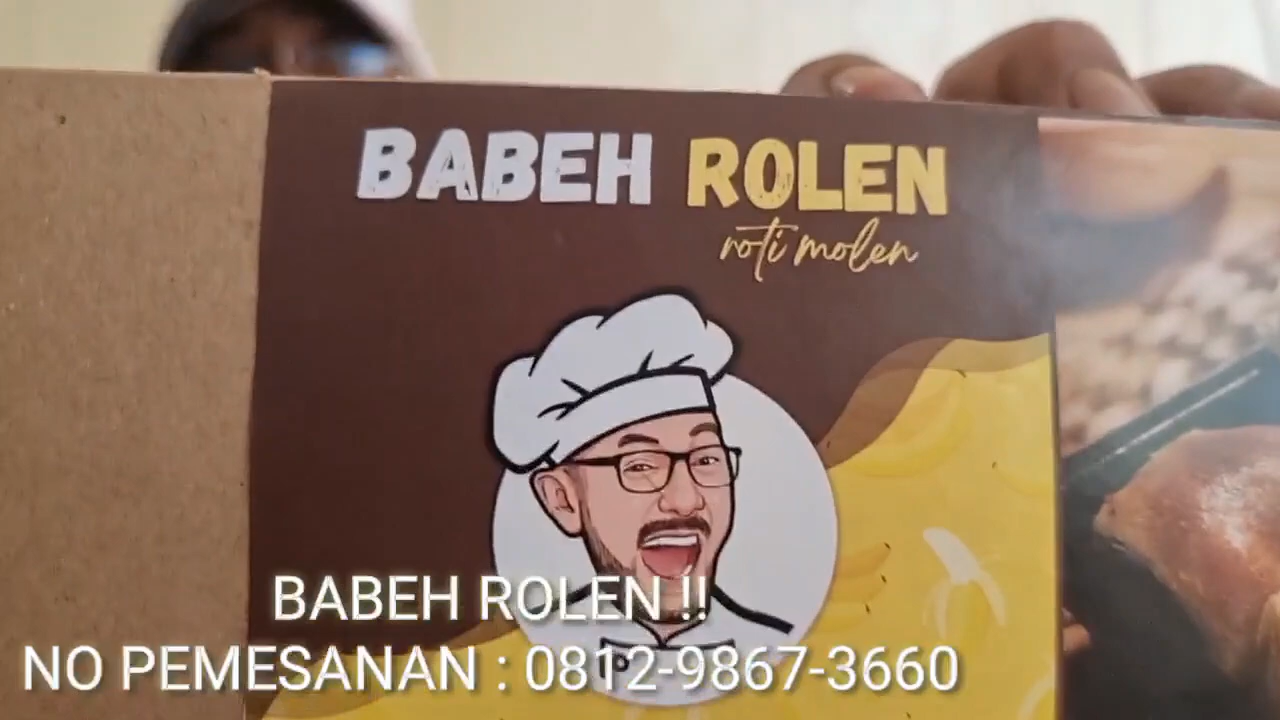 BABEH ROLEN
roti molen
BABEH ROLEN !!
NO PEMESANAN : 0812-9867-3660